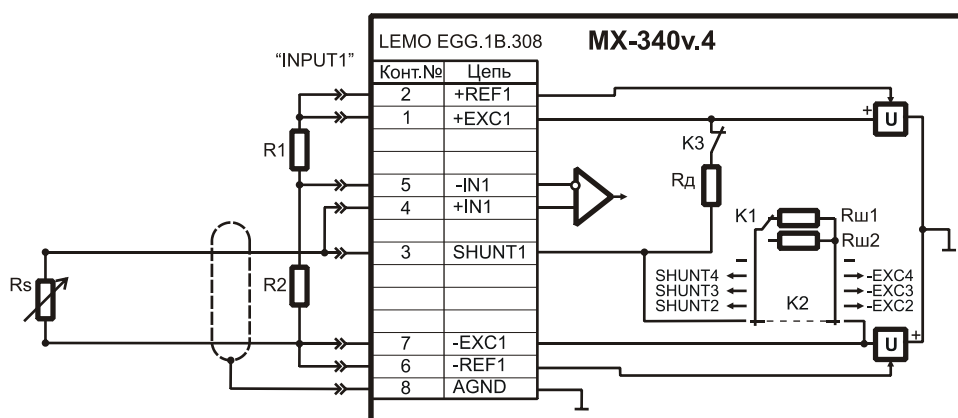 LEMO EGG.1B.308 MX-340v.4
"INPUT1"
Конт.№ Цепь
2 +REF1
1 +EXC1
U
+
R1
K3
5 -IN1
Rд
4 +IN1
K1 Rш1
Rш2
3 SHUNT1
Rs
R2
SHUNT4 -EXC4
SHUNT3 -EXC3
SHUNT2 K2 -EXC2
7 -EXC1
U
+
6 -REF1
8 AGND